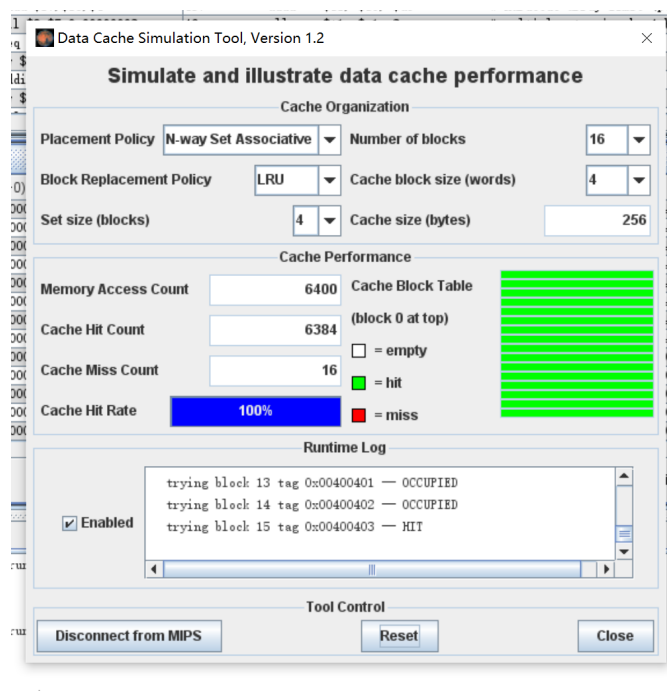 Data Cache Simulation Tool, Version 1.2
Simulate and illustrate data cache performance
Cache Organization
Placement Policy N-way Set Associative Number of blocks 16
Block Replacement Policy LRU Cache block size (words) 4
Set size (blocks) 4 Cache size (bytes) 256
Cache Performance
Memory Access Count 6400 Cache Block Table
(block 0 at top)
Cache Hit Count 6384
= empty
Cache Miss Count 16
= hit
Cache Hit Rate 100%
= miss
Runtime Log
Enabled
trying block 13 tag 0x00400401 — OCCUPIED
trying block 14 tag 0x00400402 — OCCUPIED
trying block 15 tag 0x00400403 — HIT
Tool Control
Disconnect from MIPS Reset Close